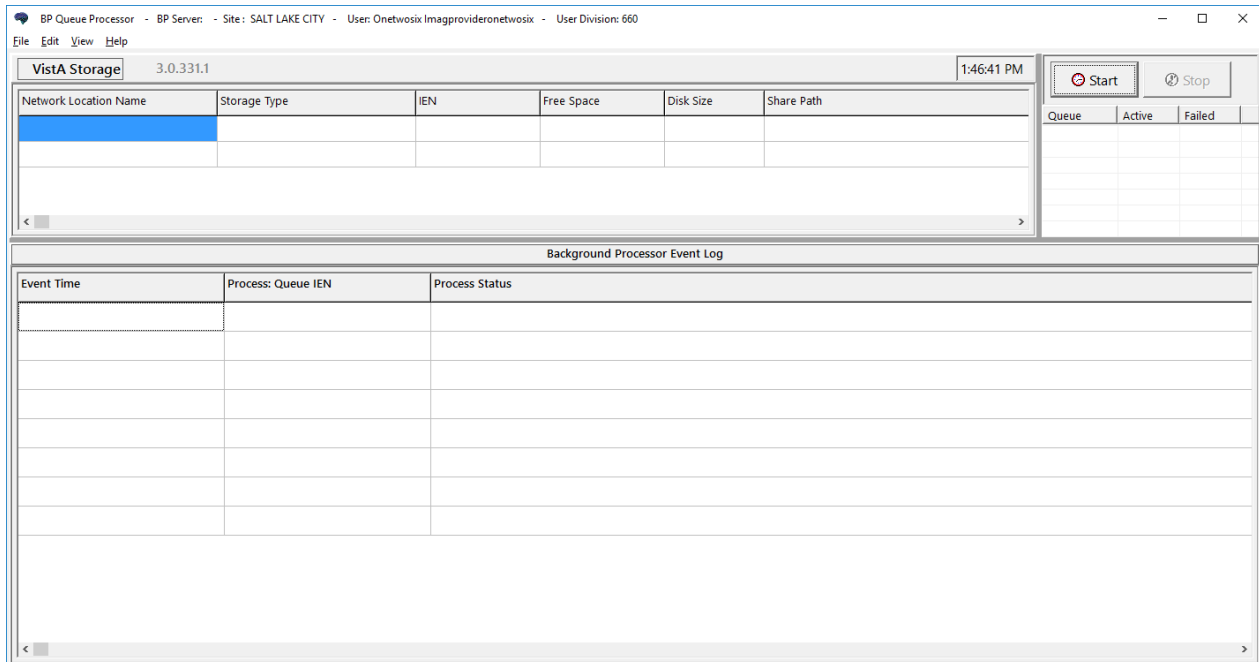 BP Queue Processor - BP Server: - Site : SALT LAKE CITY - User: Onetwosix Imagprovideronetwosix - User Division: 660
File Edit View Help
VistA Storage 3.0.331.1 1:46:41 PM
Start Stop
Network Location Name Storage Type IEN Free Space Disk Size Share Path
Queue Active Failed
Background Processor Event Log
Event Time Process: Queue IEN Process Status